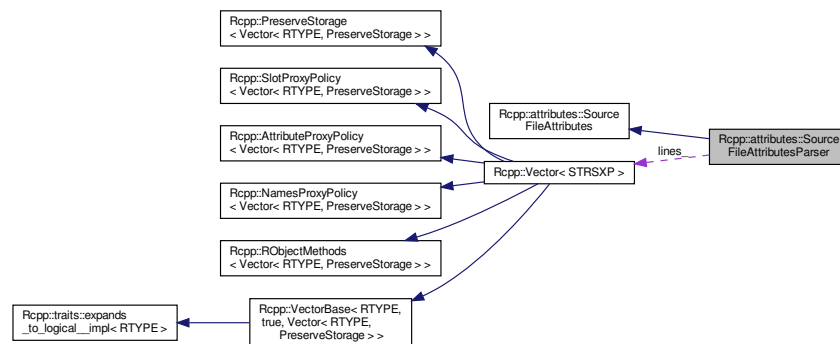 Rcpp::PreserveStorage
< Vector< RTYPE, PreserveStorage > >
Rcpp::SlotProxyPolicy
< Vector< RTYPE, PreserveStorage > >
Rcpp::attributes::Source
FileAttributes
Rcpp::AttributeProxyPolicy
< Vector< RTYPE, PreserveStorage > >
Rcpp::attributes::Source
FileAttributesParser
lines_
Rcpp::Vector< STRSXP >
Rcpp::NamesProxyPolicy
< Vector< RTYPE, PreserveStorage > >
Rcpp::RObjectMethods
< Vector< RTYPE, PreserveStorage > >
Rcpp::traits::expands
_to_logical__impl< RTYPE >
Rcpp::VectorBase< RTYPE,
true, Vector< RTYPE,
PreserveStorage > >